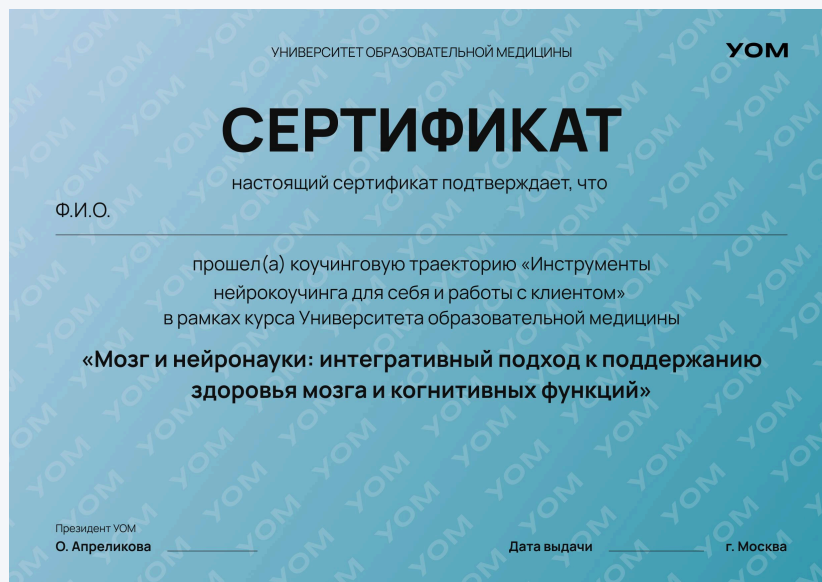 УНИВЕРСИТЕТ ОБРАЗОВАТЕЛЬНОЙ МЕДИЦИНЫ
УОМ
СЕРТИФИКАТ
настоящий сертификат подтверждает, что
Ф.И.О.
прошел(а) коучинговую траекторию «Инструменты
нейрокоучинга для себя и работы с клиентом»
в рамках курса Университета образовательной медицины
«Мозг и нейронауки: интегративный подход к поддержанию
здоровья мозга и когнитивных функций»
Президент УОМ
О. Апреликова
Дата выдачи
г. Москва